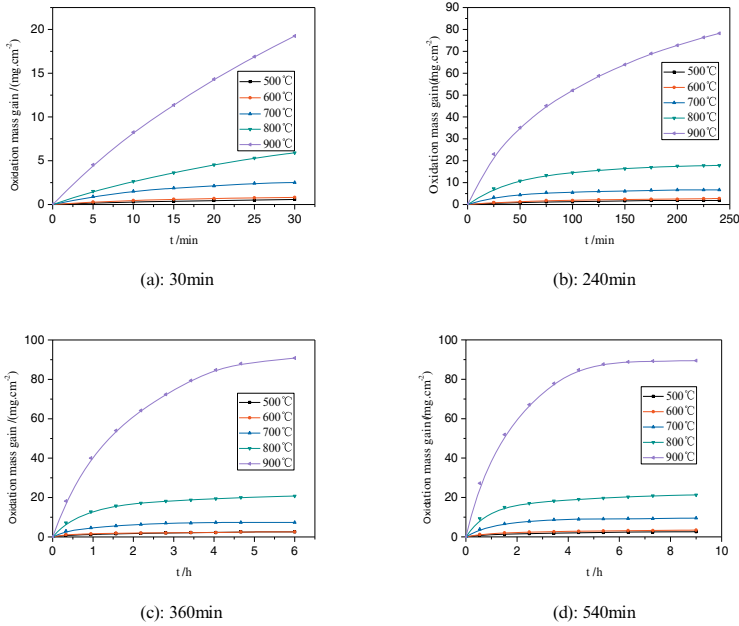 Oxidation mass gain /(mg.cm-2)
20
15
10
5
0
500℃
600℃
700℃
800℃
900℃
0 5 10 15 20 25 30
t /min
(a): 30min
Oxidation mass gain/(mg.cm-2)
90
80
70
60
50
40
30
20
10
0
500℃
600℃
700℃
800℃
900℃
0 50 100 150 200 250
t /min
(b): 240min
Oxidation mass gain /(mg.cm-2)
100
80
60
40
20
0
500℃
600℃
700℃
800℃
900℃
0 1 2 3 4 5 6
t /h
(c): 360min
Oxidation mass gain/(mg.cm-2)
100
80
60
40
20
0
500℃
600℃
700℃
800℃
900℃
0 2 4 6 8 10
t /h
(d): 540min